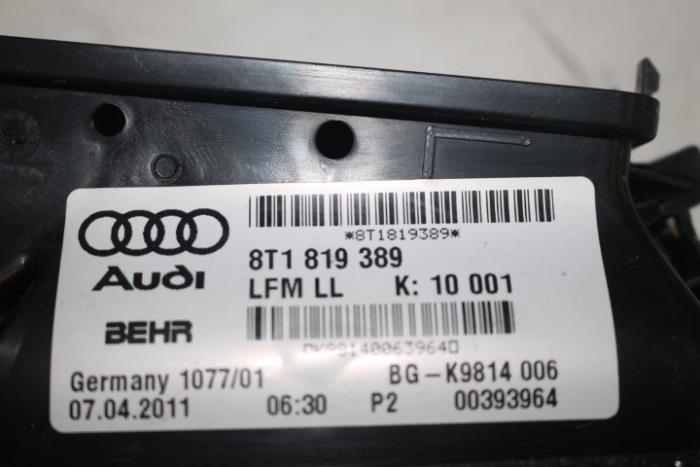 *8T1819389*
Audi
8T1 819 389
LFM LL K: 10 001
BEHR
Germany 1077/01 BG-K9814 006
07.04.2011 06:30 P2 00393964